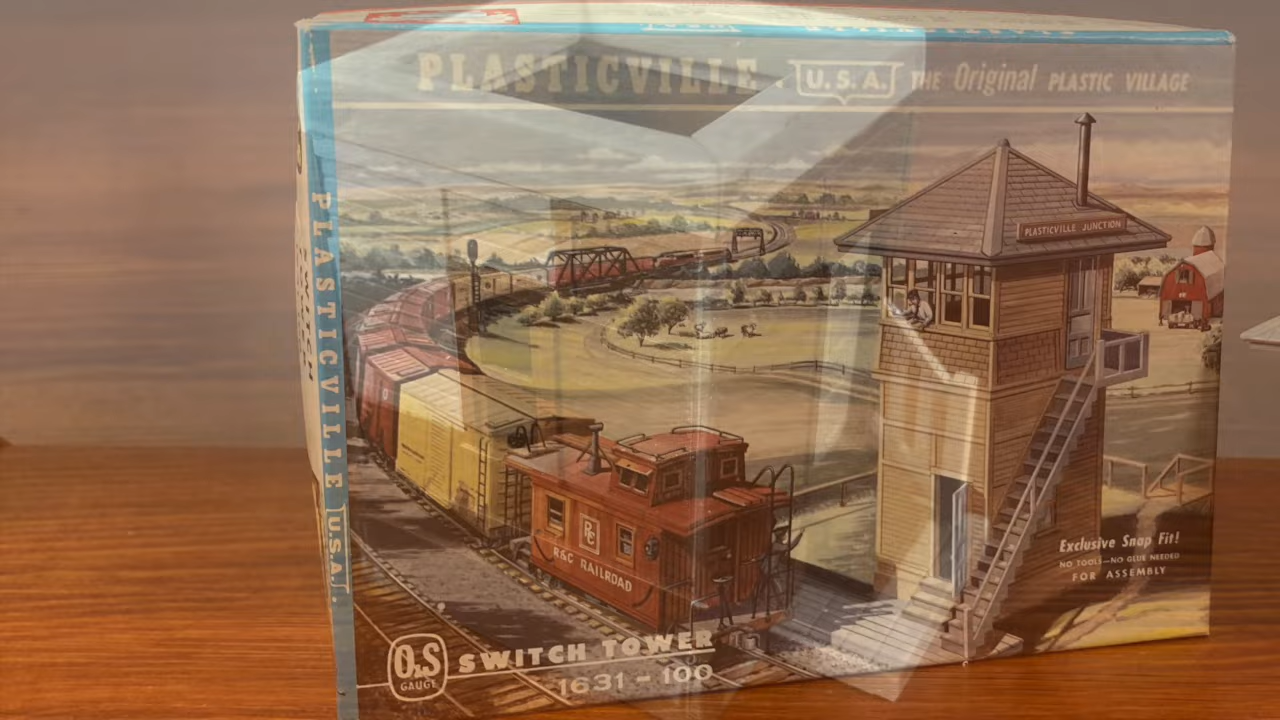 PLASTICVILLE U.S.A. THE Original PLASTIC VILLAGE
PLASTICVILLE U.S.A.
SWITCH
PLASTICVILLE JUNCTION
R&C RAILROAD
Exclusive Snap Fit!
NO TOOLS—NO GLUE NEEDED
FOR ASSEMBLY
O&S
GAUGE
SWITCH TOWER
1631 - 100